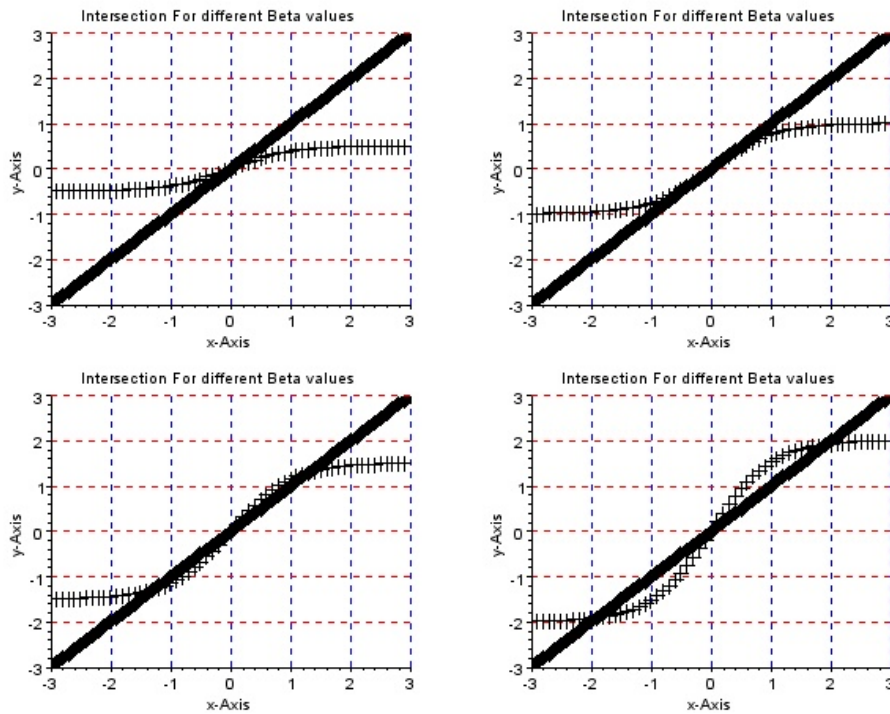 Intersection For different Beta values
3
2
1
0
-1
-2
-3
y-Axis
-3 -2 -1 0 1 2 3
x-Axis
Intersection For different Beta values
3
2
1
0
-1
-2
-3
y-Axis
-3 -2 -1 0 1 2 3
x-Axis
Intersection For different Beta values
3
2
1
0
-1
-2
-3
y-Axis
-3 -2 -1 0 1 2 3
x-Axis
Intersection For different Beta values
3
2
1
0
-1
-2
-3
y-Axis
-3 -2 -1 0 1 2 3
x-Axis